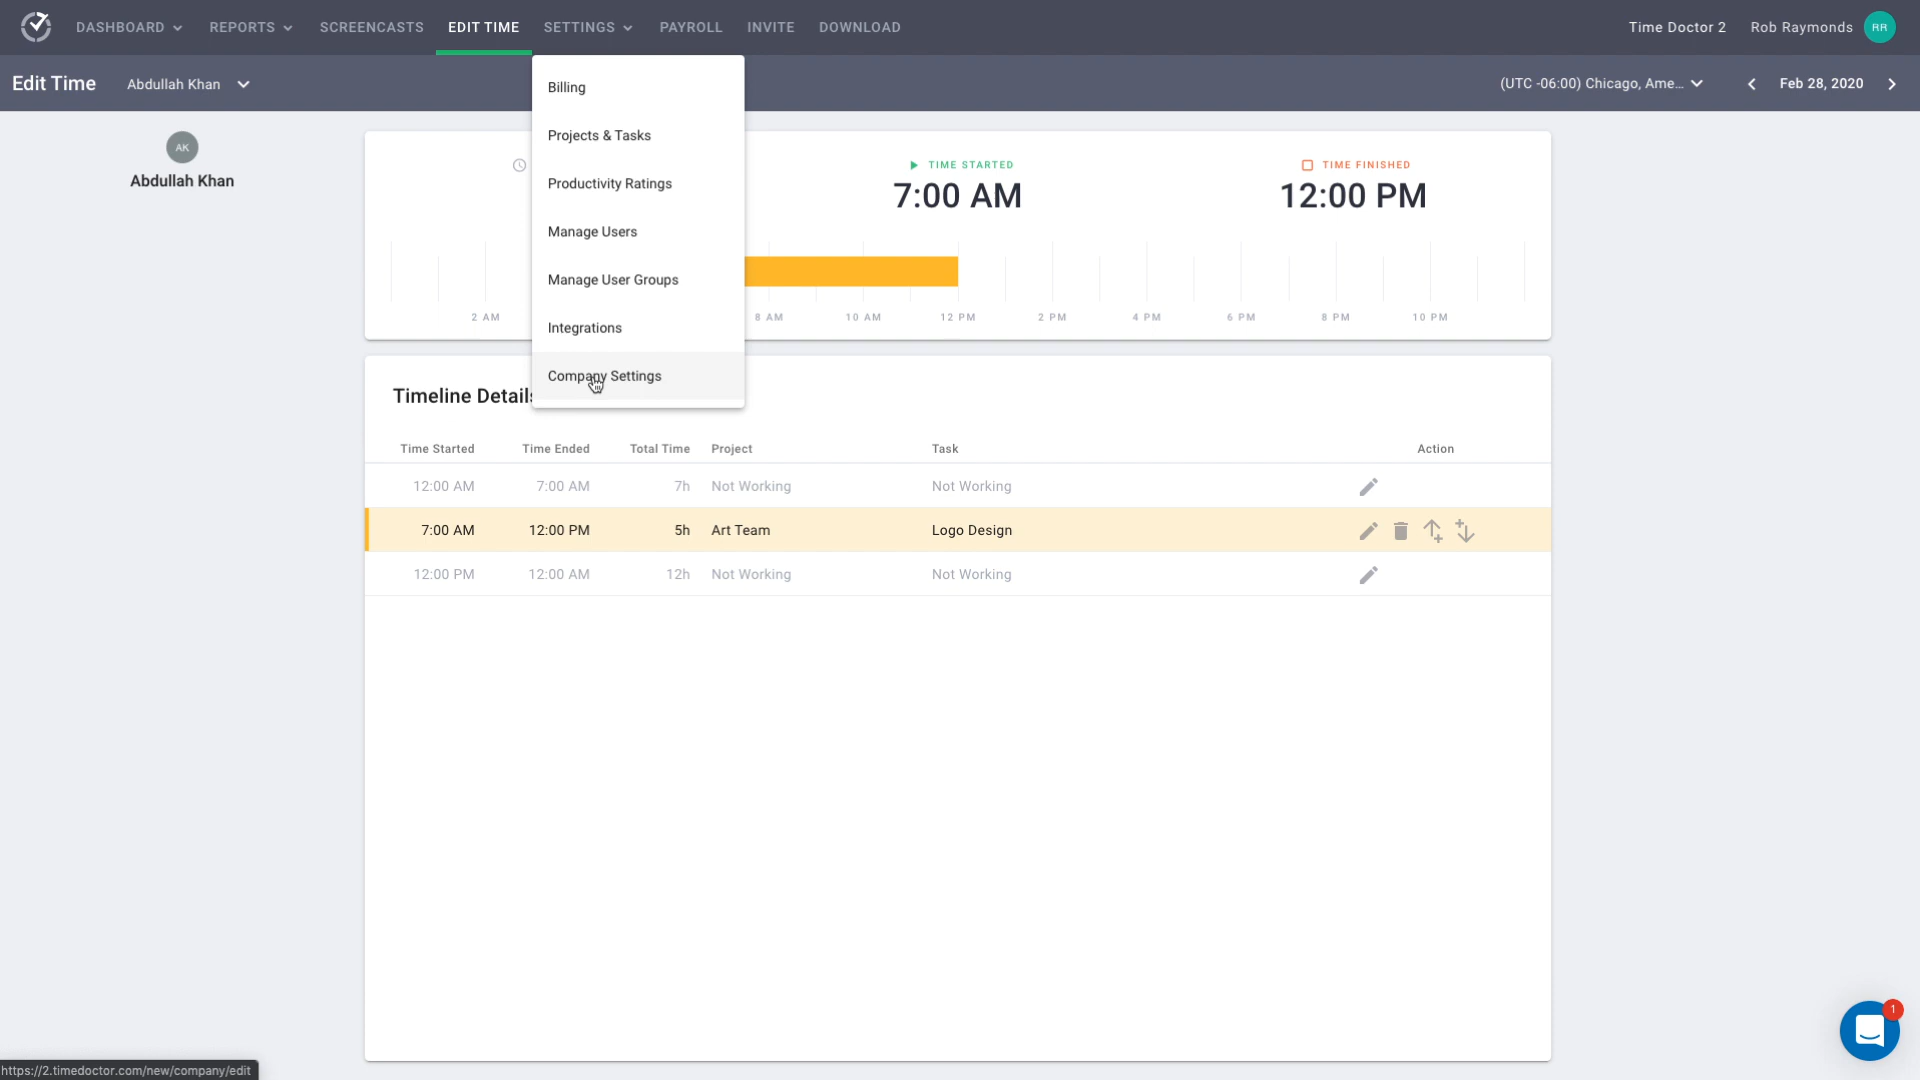 DASHBOARD REPORTS SCREENCASTS EDIT TIME SETTINGS PAYROLL INVITE DOWNLOAD Time Doctor 2 Rob Raymonds RR
Edit Time Abdullah Khan (UTC -06:00) Chicago, Ame... Feb 28, 2020
Billing
Projects & Tasks
Productivity Ratings
Manage Users
Manage User Groups
Integrations
Company Settings
AK
Abdullah Khan
TIME STARTED
7:00 AM
TIME FINISHED
12:00 PM
2 AM 8 AM 10 AM 12 PM 2 PM 4 PM 6 PM 8 PM 10 PM
Timeline Details
Time Started Time Ended Total Time Project Task Action
12:00 AM 7:00 AM 7h Not Working Not Working
7:00 AM 12:00 PM 5h Art Team Logo Design
12:00 PM 12:00 AM 12h Not Working Not Working
1
https://2.timedoctor.com/new/company/edit